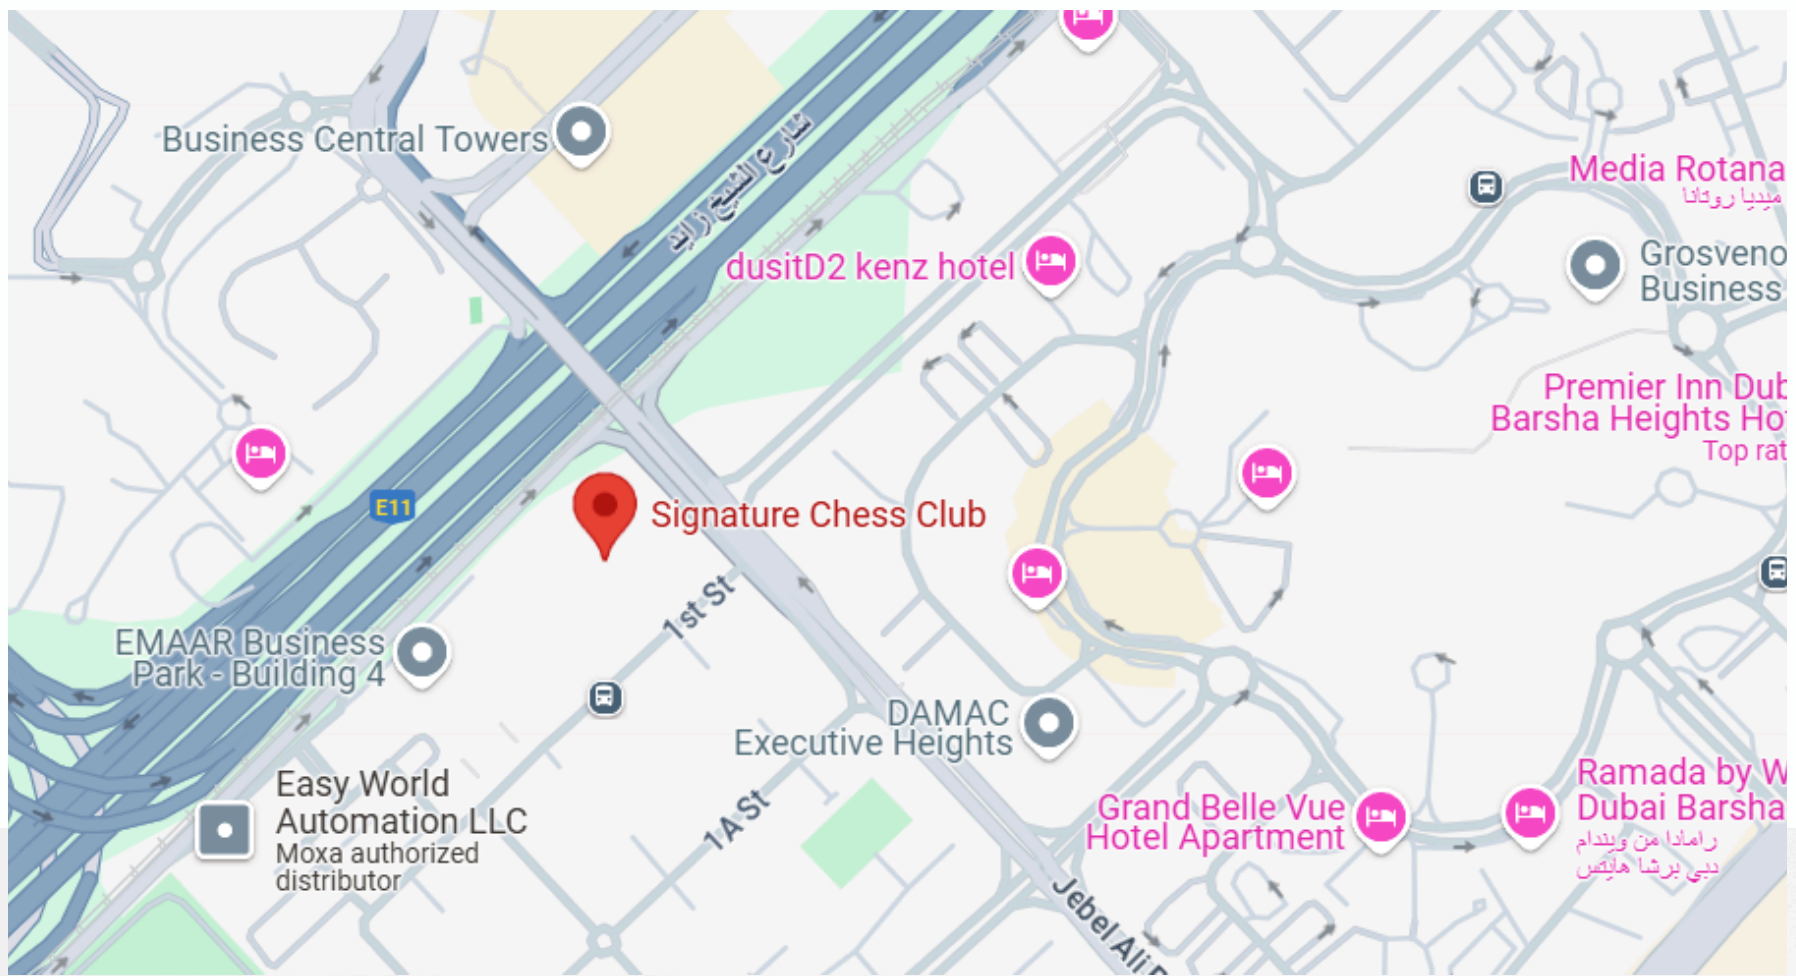 Business Central Towers
شارع الشيخ زايد
Media Rotana
ميديا روتانا
dusitD2 kenz hotel
Grosveno
Business
Premier Inn Dub
Barsha Heights Hot
Top rat
E11
Signature Chess Club
1st St
EMAAR Business
Park - Building 4
DAMAC
Executive Heights
Easy World
Automation LLC
Moxa authorized
distributor
1A St
Grand Belle Vue
Hotel Apartment
Ramada by W
Dubai Barsha
رامادا من ويندام
دبي برشا هايتس
Jebel Ali R